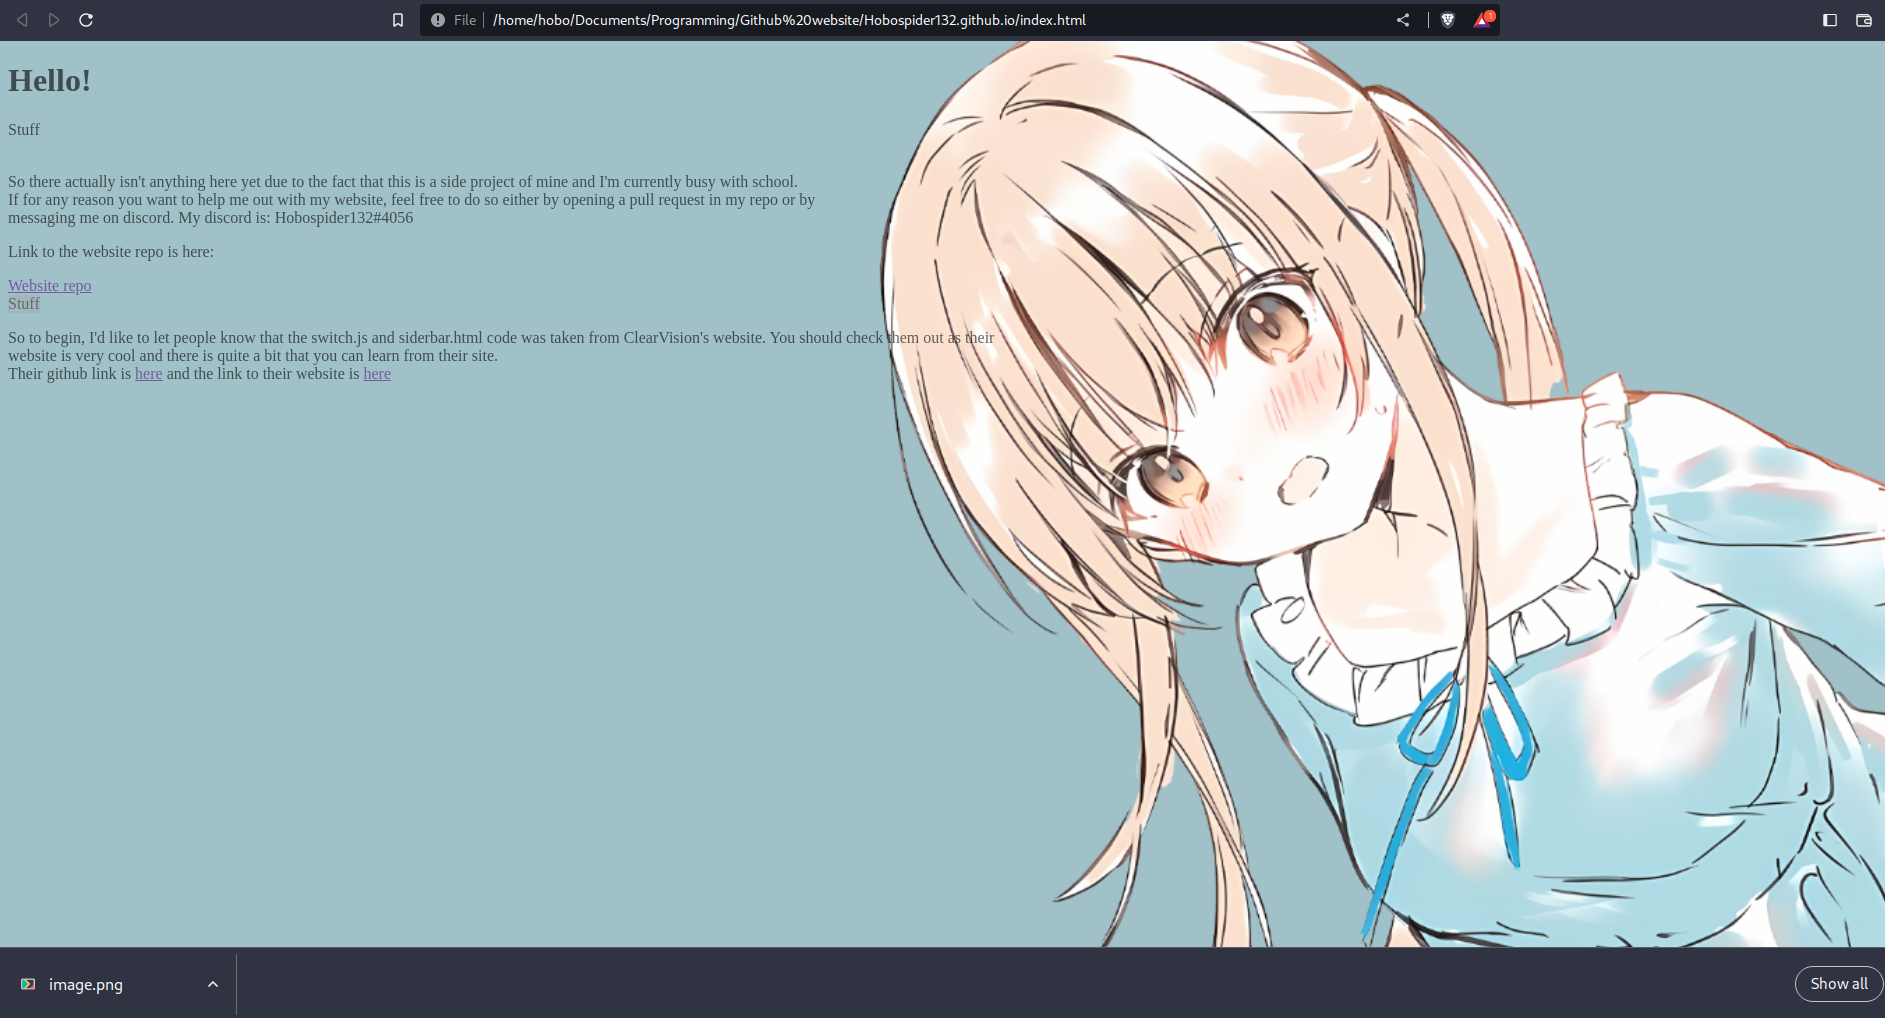 File
/home/hobo/Documents/Programming/Github%20website/Hobospider132.github.io/index.html
1
Hello!
Stuff
So there actually isn't anything here yet due to the fact that this is a side project of mine and I'm currently busy with school.
If for any reason you want to help me out with my website, feel free to do so either by opening a pull request in my repo or by
messaging me on discord. My discord is: Hobospider132#4056
Link to the website repo is here:
Website repo
Stuff
So to begin, I'd like to let people know that the switch.js and siderbar.html code was taken from ClearVision's website. You should check them out as their
website is very cool and there is quite a bit that you can learn from their site.
Their github link is here and the link to their website is here
image.png
Show all